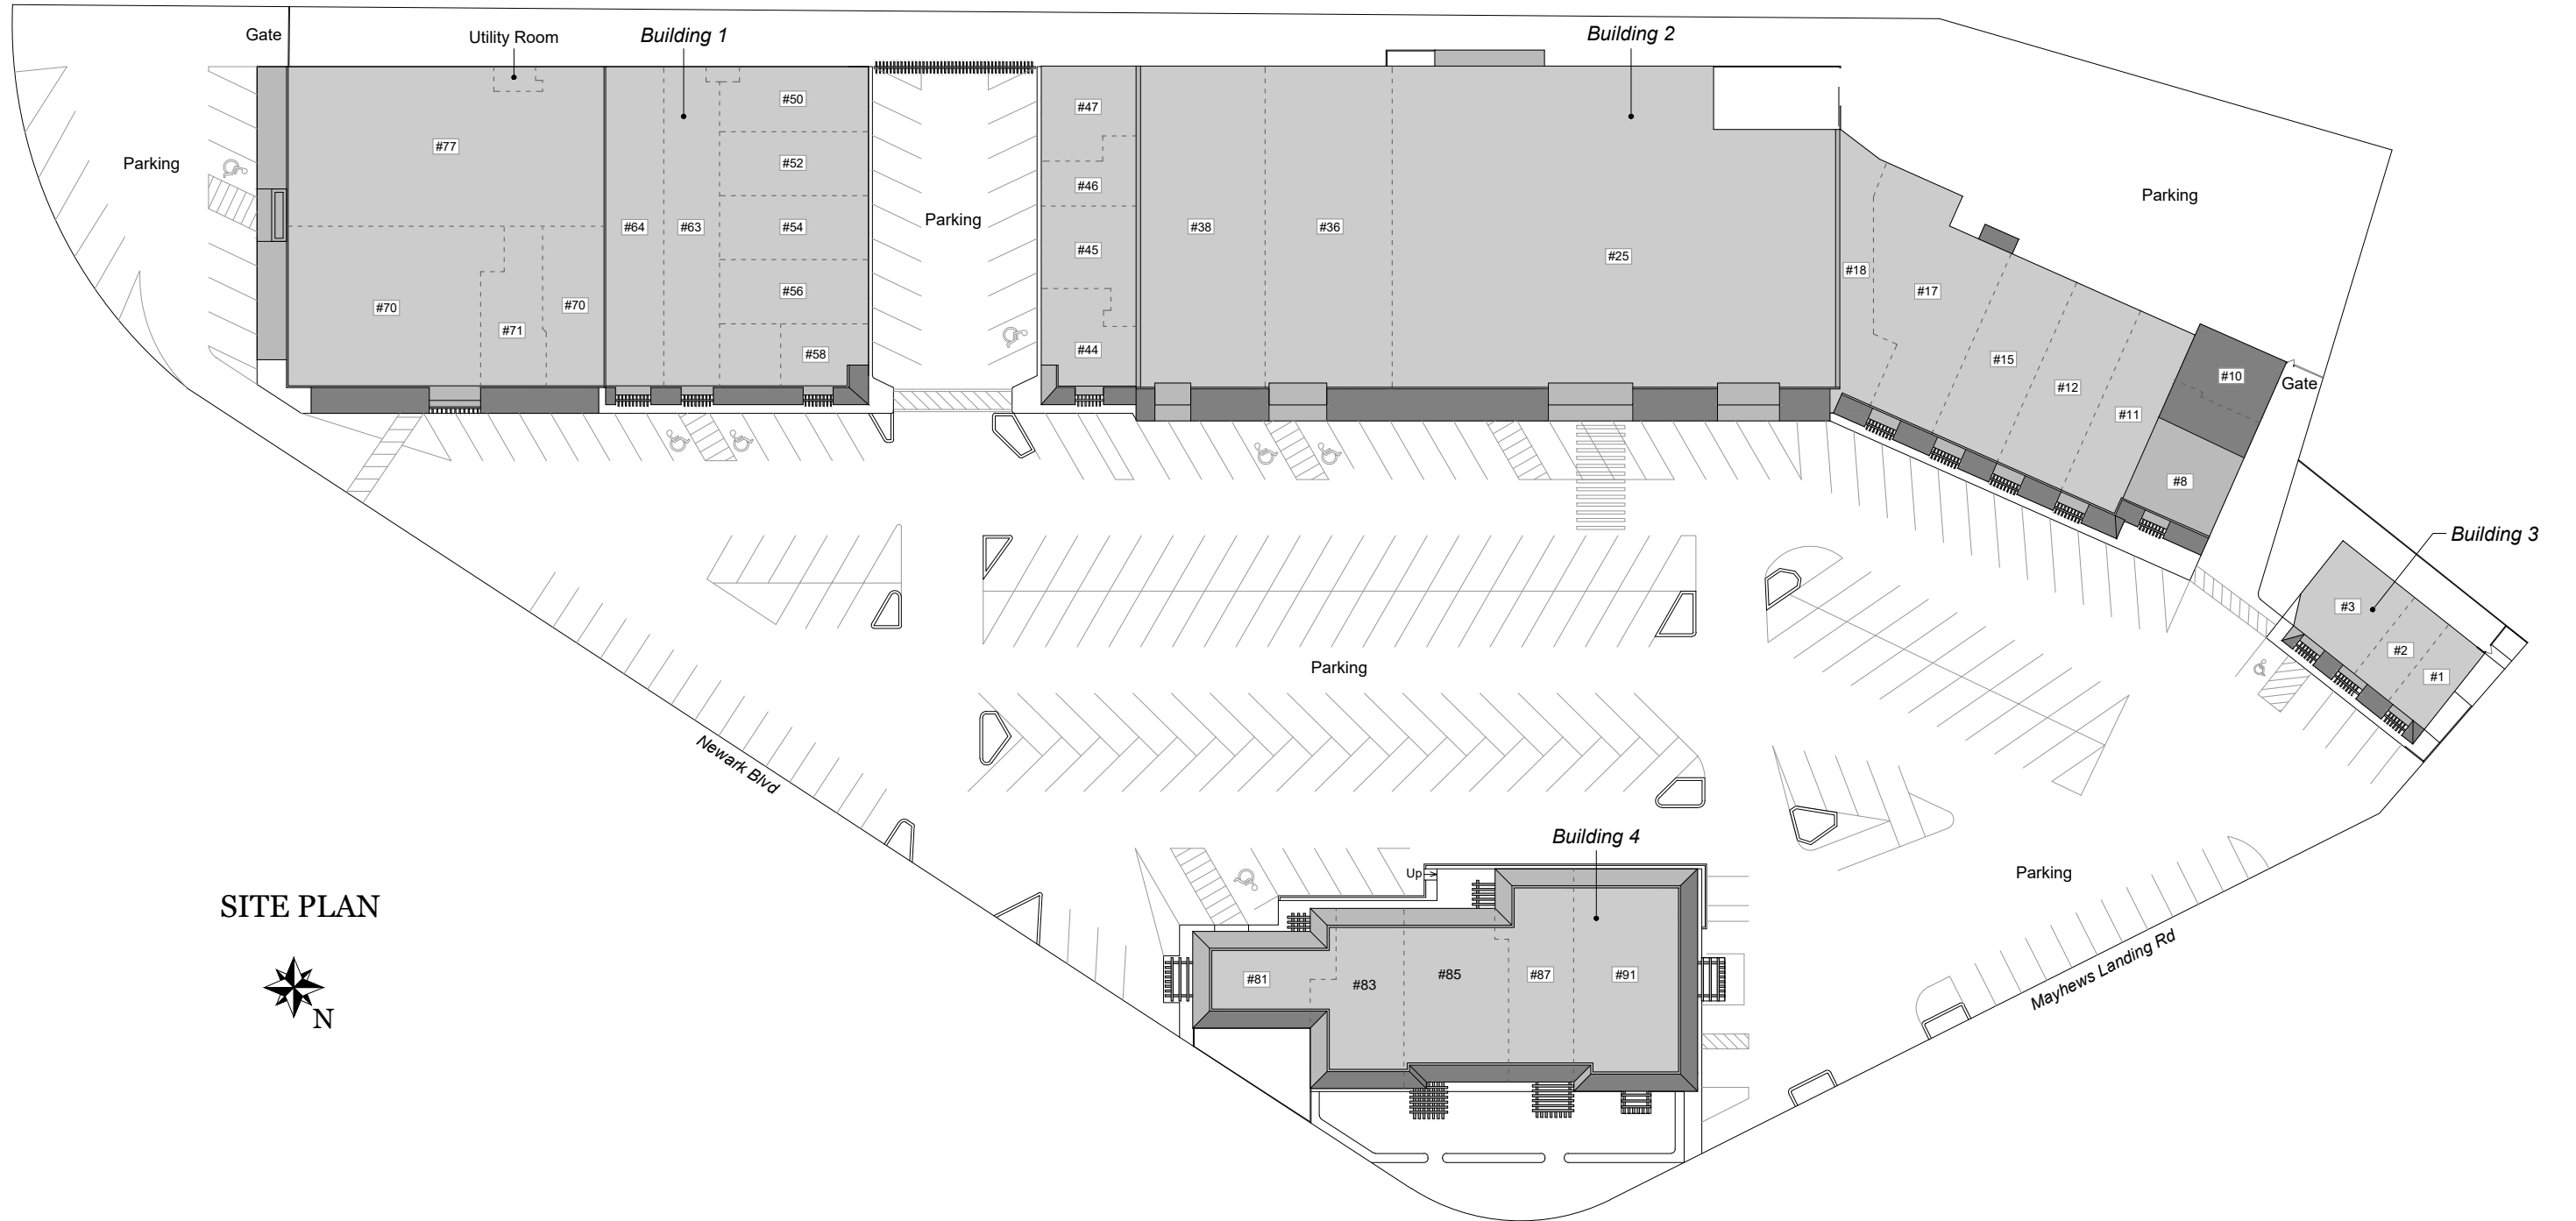 Gate
Utility Room
Building 1
Building 2
#77
#50
#47
Parking
#52
#46
Parking
#64
#63
#54
Parking
#45
#38
#36
#25
#18
#17
#70
#71
#70
#56
#58
#44
#15
#12
#11
#10
Gate
#8
Building 3
#3
#2
#1
Parking
Newark Blvd
Building 4
Up
Parking
SITE PLAN
N
#81
#83
#85
#87
#91
Mayhews Landing Rd